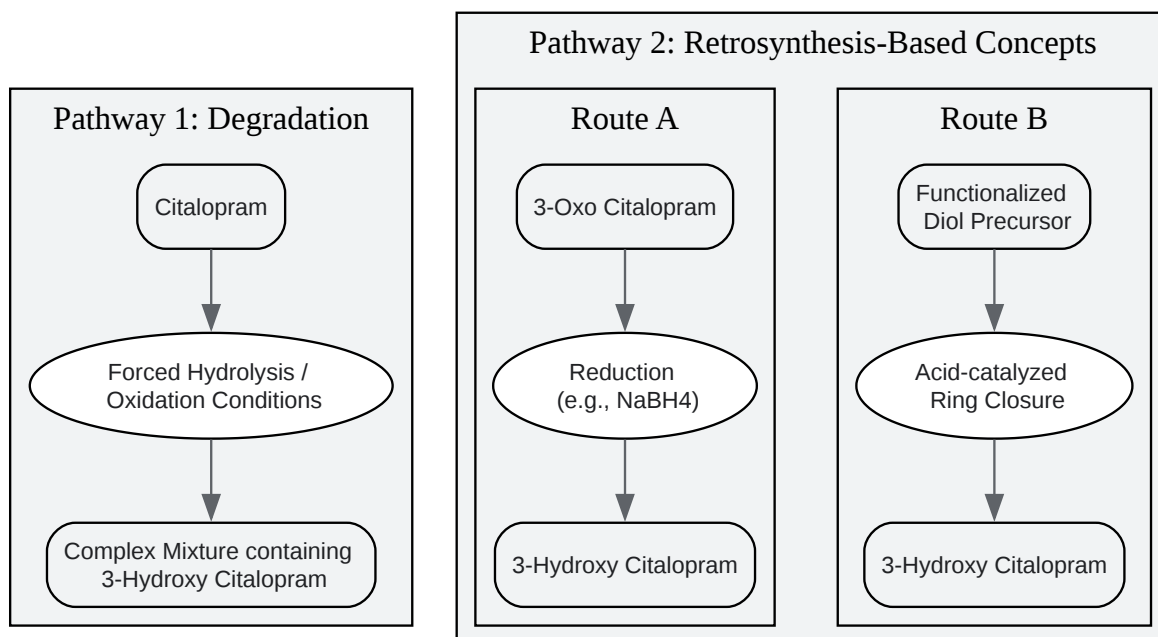 Pathway 2: Retrosynthesis-Based Concepts
Pathway 1: Degradation
Citalopram
Forced Hydrolysis /
Oxidation Conditions
Complex Mixture containing
3-Hydroxy Citalopram
Route A
3-Oxo Citalopram
Reduction
(e.g., NaBH4)
3-Hydroxy Citalopram
Route B
Functionalized
Diol Precursor
Acid-catalyzed
Ring Closure
3-Hydroxy Citalopram